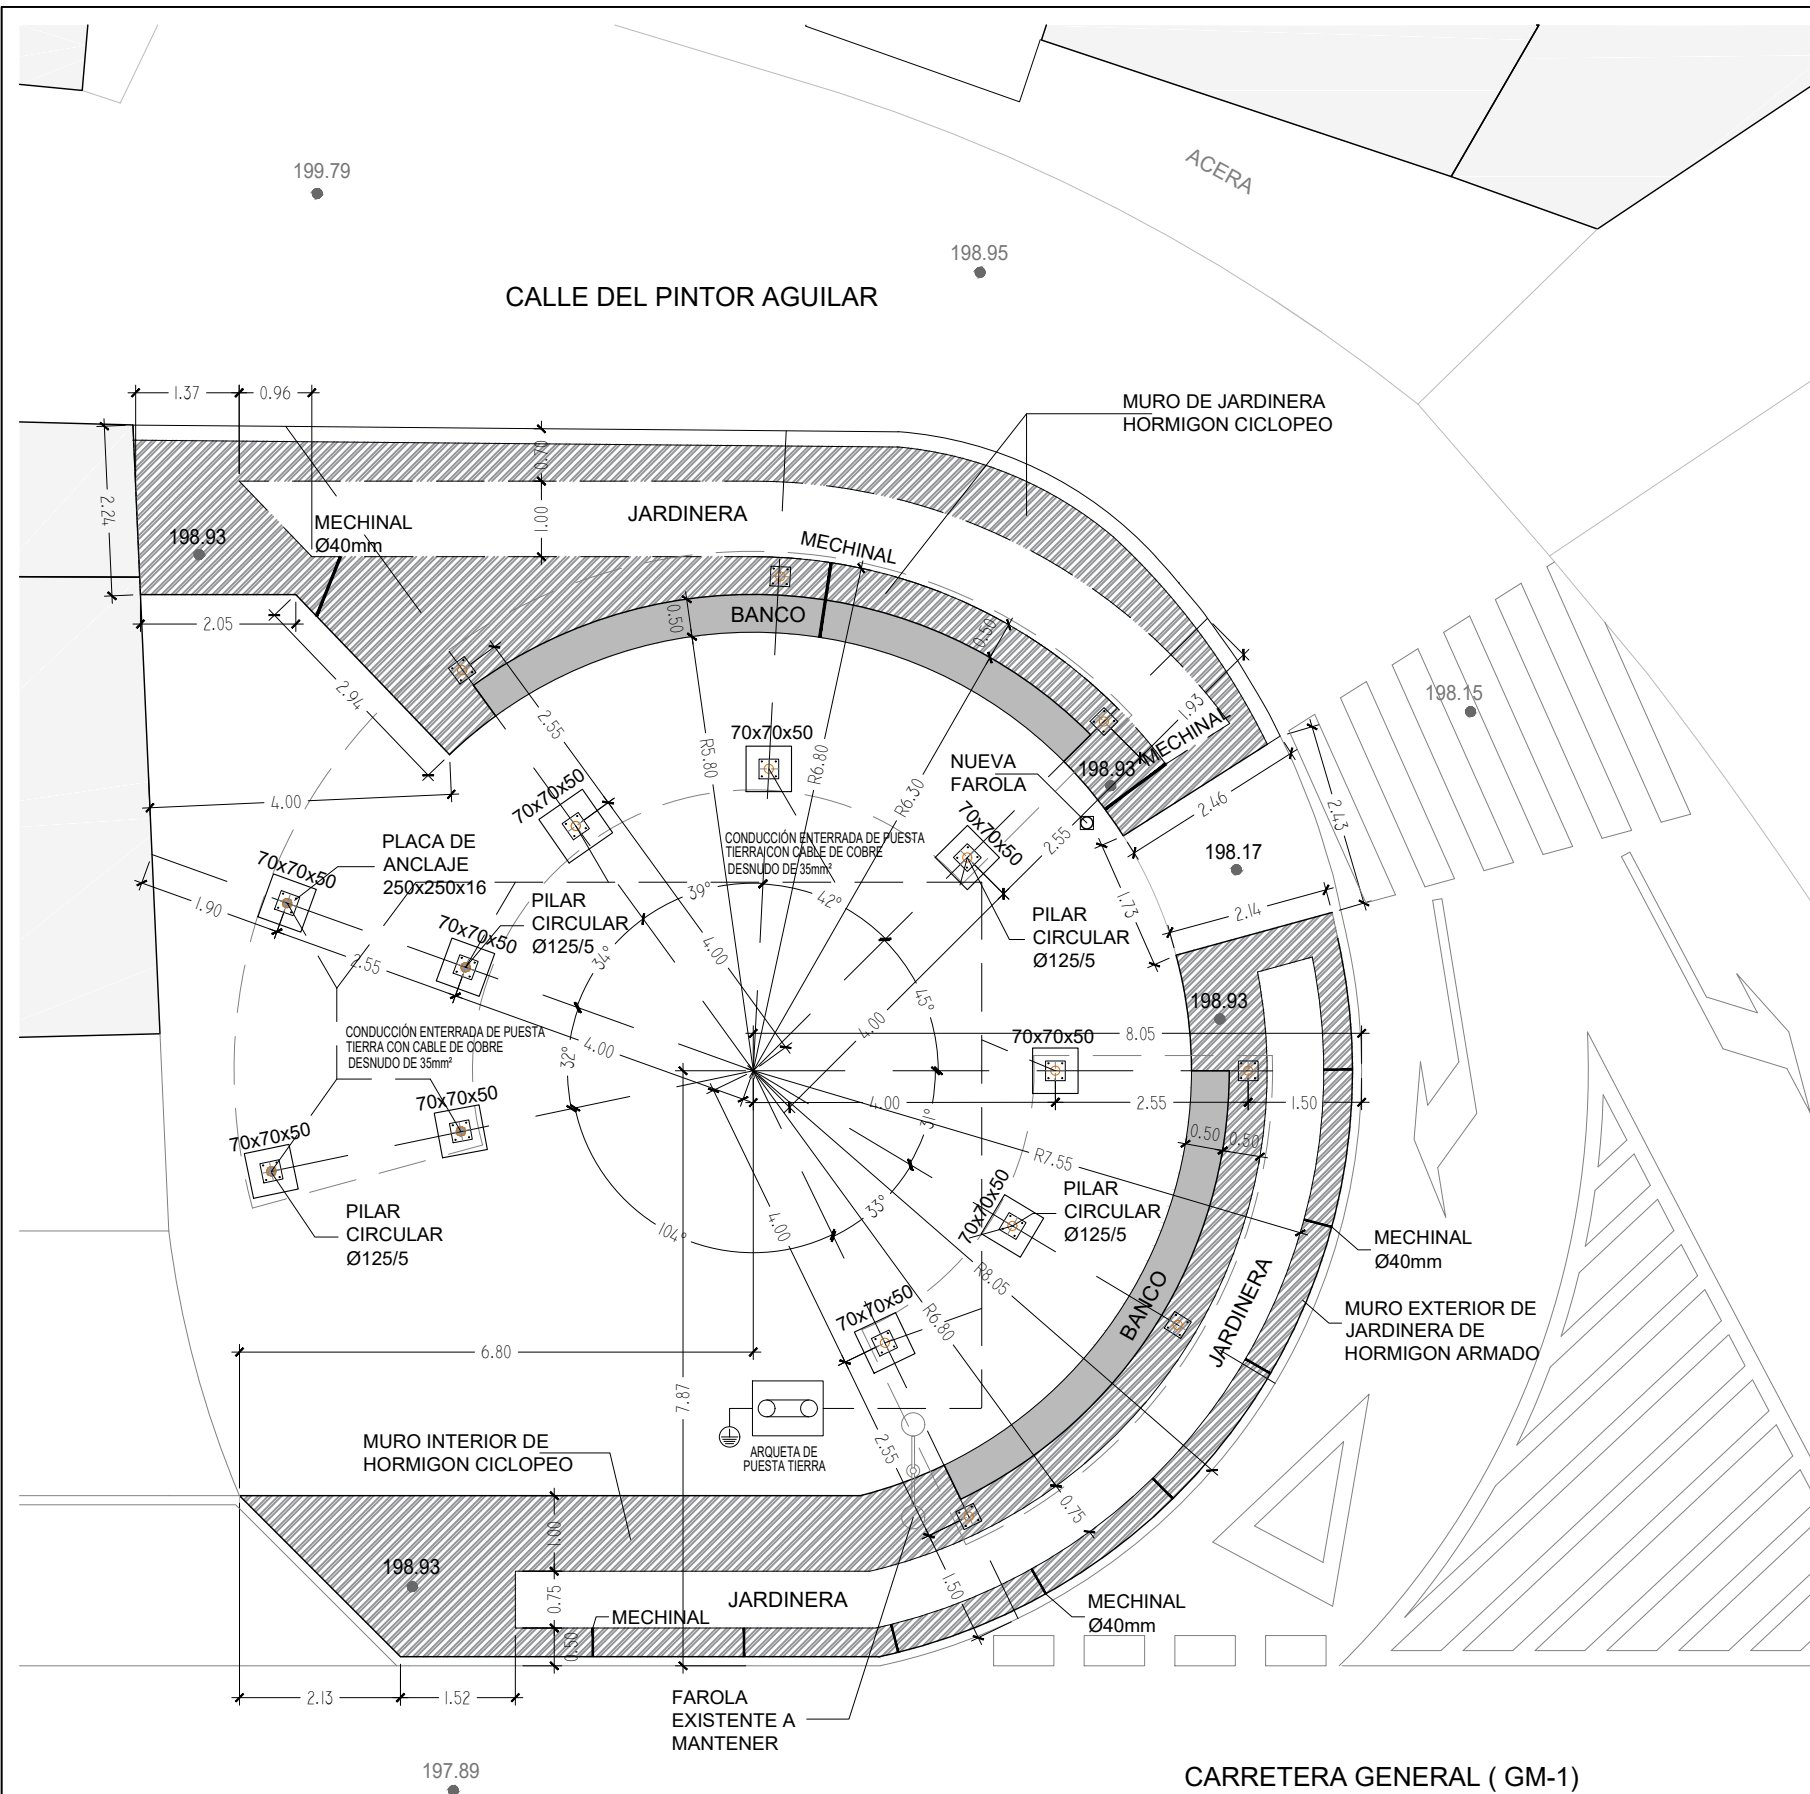 199.79
ACERA
198.95
CALLE DEL PINTOR AGUILAR
1.37
0.96
MURO DE JARDINERA
HORMIGON CICLOPEO
0.70
2.24
1.00
JARDINERA
MECHINAL
Ø40mm
198.93
MECHINAL
BANCO
0.50
0.50
2.05
2.94
2.55
1.93
MECHINAL
198.15
70x70x50
R5.80
R6.80
R6.30
NUEVA
FAROLA
198.93
2.46
2.43
4.00
70x70x50
70x70x50
2.55
PLACA DE
ANCLAJE
250x250x16
CONDUCCIÓN ENTERRADA DE PUESTA
TIERRA CON CABLE DE COBRE
DESNUDO DE 35mm²
198.17
70x70x50
1.90
39°
42°
1.73
2.14
PILAR
CIRCULAR
Ø125/5
PILAR
CIRCULAR
Ø125/5
70x70x50
2.55
34°
4.00
45°
198.93
4.00
8.05
CONDUCCIÓN ENTERRADA DE PUESTA
TIERRA CON CABLE DE COBRE
DESNUDO DE 35mm²
4.00
32°
70x70x50
70x70x50
4.00
2.55
1.50
31°
0.50
0.50
70x70x50
R7.55
PILAR
CIRCULAR
Ø125/5
PILAR
CIRCULAR
Ø125/5
70x70x50
104°
4.00
33°
MECHINAL
Ø40mm
R8.05
R6.80
70x70x50
BANCO
JARDINERA
MURO EXTERIOR DE
JARDINERA DE
HORMIGON ARMADO
6.80
7.87
MURO INTERIOR DE
HORMIGON CICLOPEO
ARQUETA DE
PUESTA TIERRA
2.55
0.75
1.00
198.93
0.75
JARDINERA
1.50
MECHINAL
MECHINAL
Ø40mm
0.50
2.13
1.52
FAROLA
EXISTENTE A
MANTENER
197.89
CARRETERA GENERAL ( GM-1)